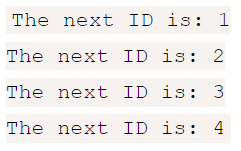 The next ID is: 1
The next ID is: 2
The next ID is: 3
The next ID is: 4